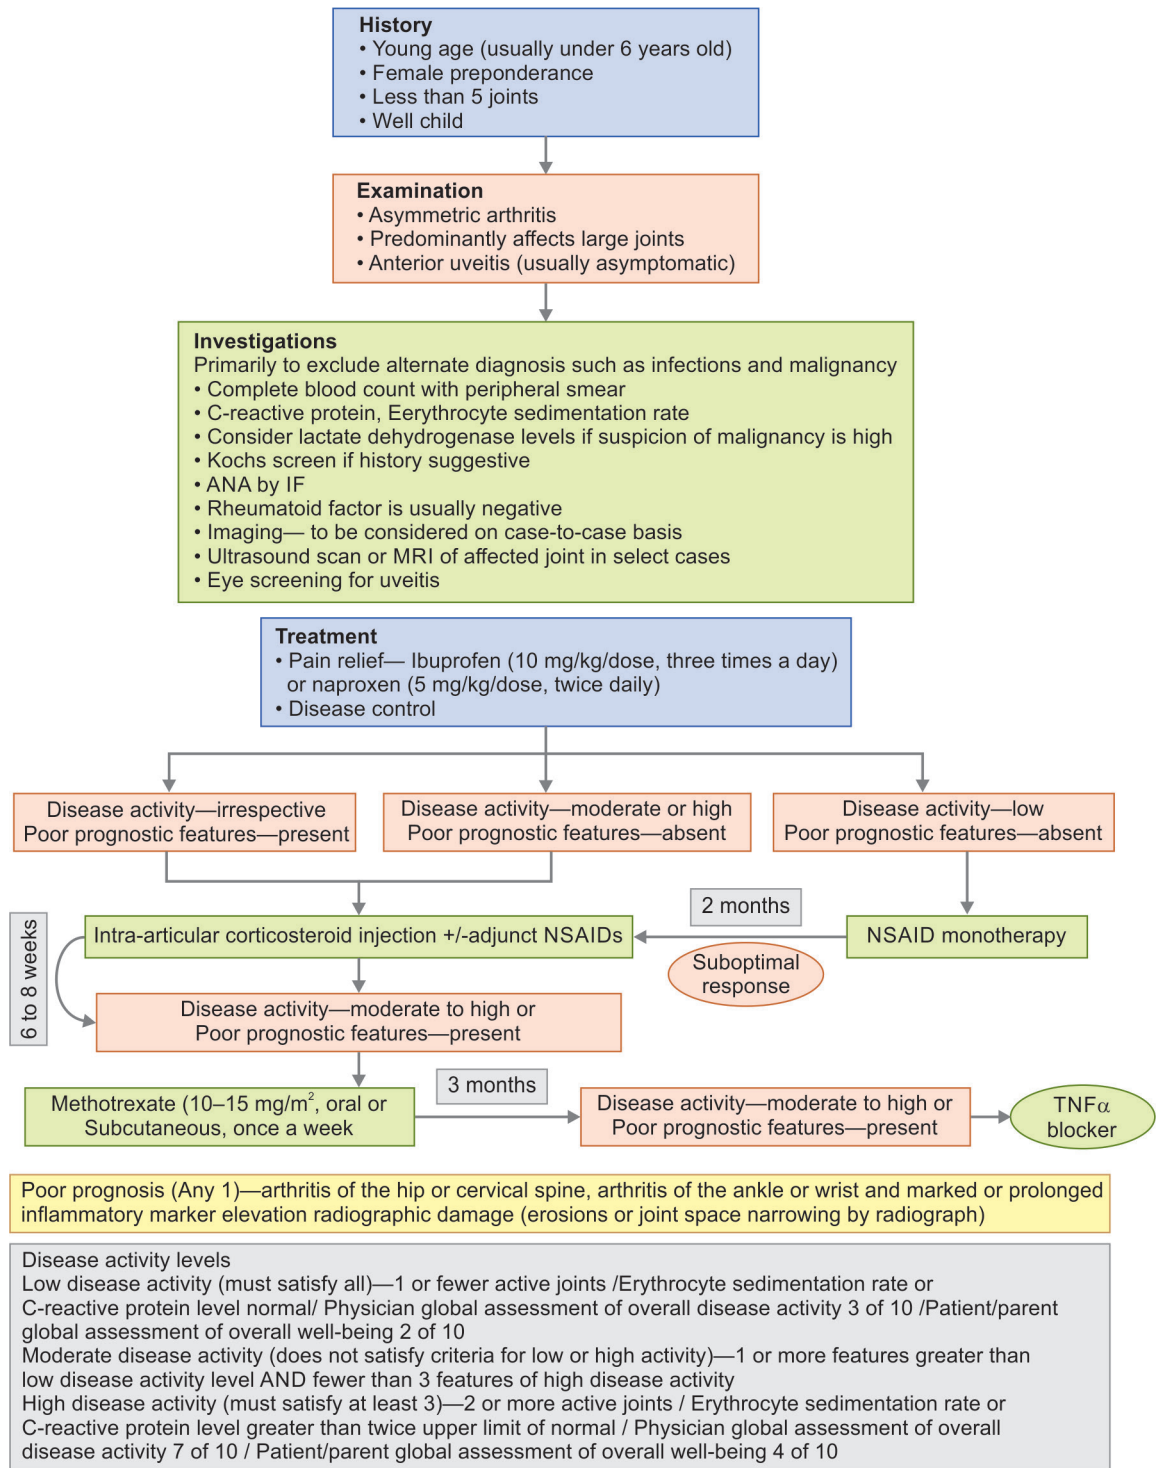 History
• Young age (usually under 6 years old)
• Female preponderance
• Less than 5 joints
• Well child
Examination
• Asymmetric arthritis
• Predominantly affects large joints
• Anterior uveitis (usually asymptomatic)
Investigations
Primarily to exclude alternate diagnosis such as infections and malignancy
• Complete blood count with peripheral smear
• C-reactive protein, Eerythrocyte sedimentation rate
• Consider lactate dehydrogenase levels if suspicion of malignancy is high
• Kochs screen if history suggestive
• ANA by IF
• Rheumatoid factor is usually negative
• Imaging— to be considered on case-to-case basis
• Ultrasound scan or MRI of affected joint in select cases
• Eye screening for uveitis
Treatment
• Pain relief— Ibuprofen (10 mg/kg/dose, three times a day)
or naproxen (5 mg/kg/dose, twice daily)
• Disease control
Disease activity—irrespective
Poor prognostic features—present
Disease activity—moderate or high
Poor prognostic features—absent
Disease activity—low
Poor prognostic features—absent
2 months
Intra-articular corticosteroid injection +/-adjunct NSAIDs
NSAID monotherapy
Suboptimal
response
6 to 8 weeks
Disease activity—moderate to high or
Poor prognostic features—present
Methotrexate (10–15 mg/m², oral or
Subcutaneous, once a week
3 months
Disease activity—moderate to high or
Poor prognostic features—present
TNFα
blocker
Poor prognosis (Any 1)—arthritis of the hip or cervical spine, arthritis of the ankle or wrist and marked or prolonged
inflammatory marker elevation radiographic damage (erosions or joint space narrowing by radiograph)
Disease activity levels
Low disease activity (must satisfy all)—1 or fewer active joints /Erythrocyte sedimentation rate or
C-reactive protein level normal/ Physician global assessment of overall disease activity 3 of 10 /Patient/parent
global assessment of overall well-being 2 of 10
Moderate disease activity (does not satisfy criteria for low or high activity)—1 or more features greater than
low disease activity level AND fewer than 3 features of high disease activity
High disease activity (must satisfy at least 3)—2 or more active joints / Erythrocyte sedimentation rate or
C-reactive protein level greater than twice upper limit of normal / Physician global assessment of overall
disease activity 7 of 10 / Patient/parent global assessment of overall well-being 4 of 10